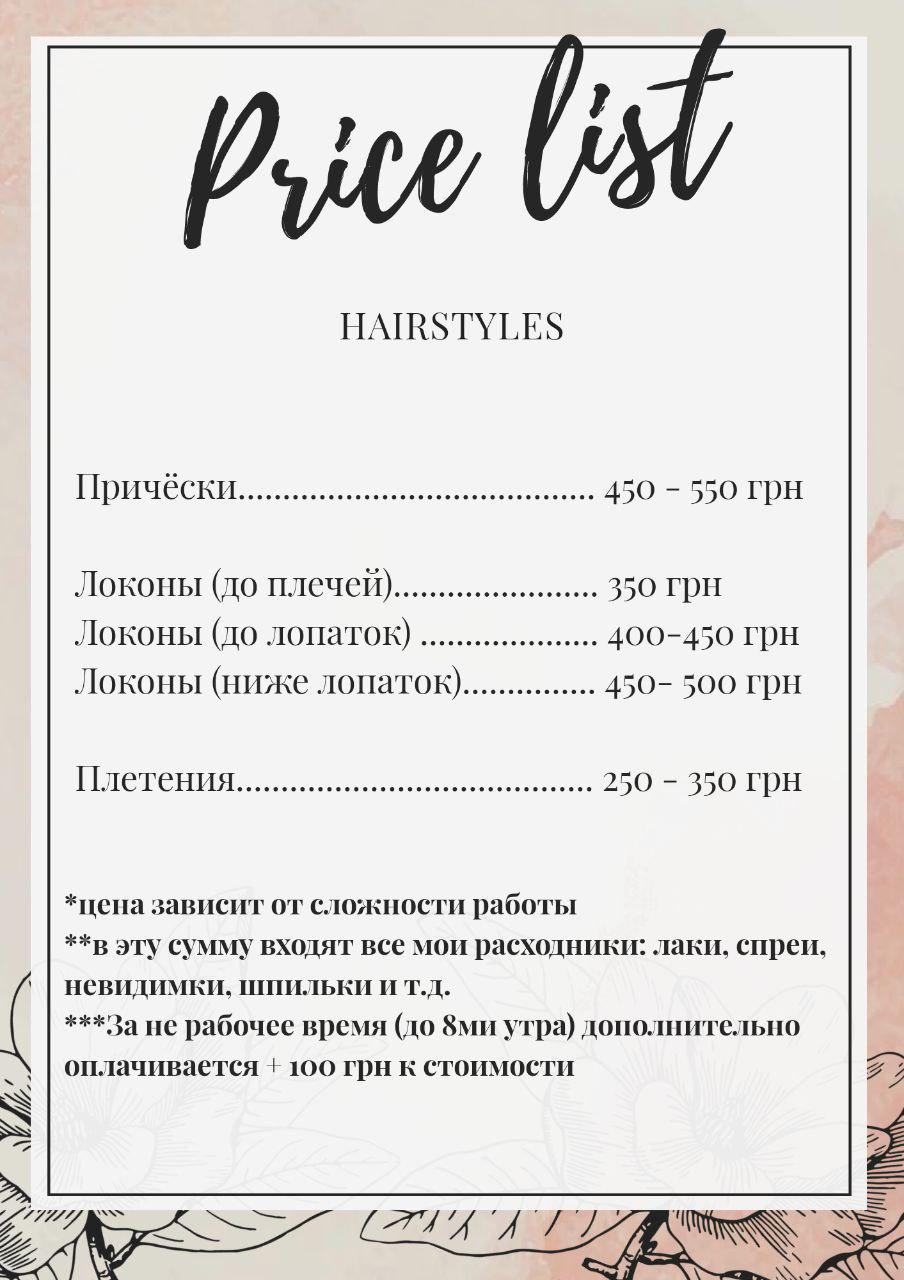 Price list
HAIRSTYLES
Причёски....................................... 450 - 550 грн
Локоны (до плечей)....................... 350 грн
Локоны (до лопаток) .................... 400-450 грн
Локоны (ниже лопаток)............... 450- 500 грн
Плетения........................................ 250 - 350 грн
*цена зависит от сложности работы
**в эту сумму входят все мои расходники: лаки, спреи,
невидимки, шпильки и т.д.
***За не рабочее время (до 8ми утра) дополнительно
оплачивается + 100 грн к стоимости